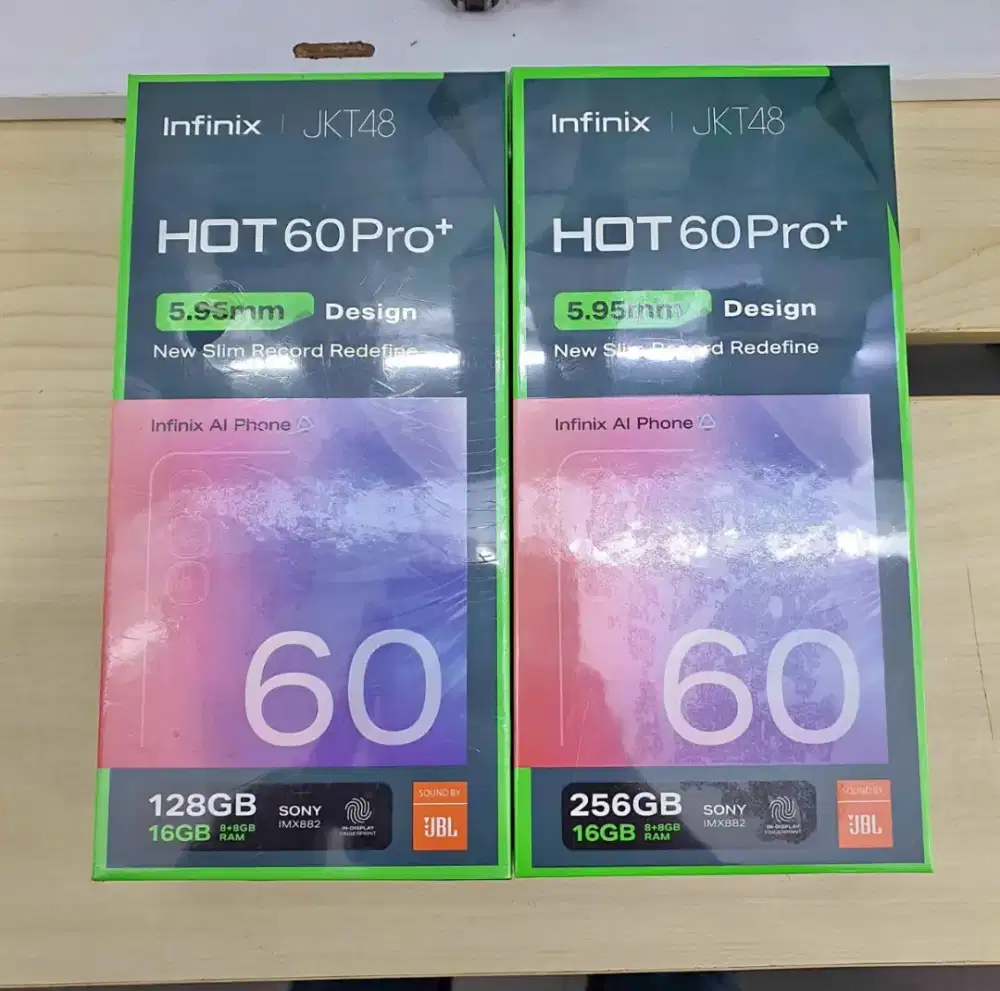 Infinix | JKT48
HOT 60 Pro+
5.95mm Design
New Slim Record Redefine
Infinix AI Phone
60
128GB
16GB 8+8GB RAM
SONY
IMX882
IN-DISPLAY
FINGERPRINT
SOUND BY
JBL
Infinix | JKT48
HOT 60 Pro+
5.95mm Design
New Slim Record Redefine
Infinix AI Phone
60
256GB
16GB 8+8GB RAM
SONY
IMX882
IN-DISPLAY
FINGERPRINT
SOUND BY
JBL